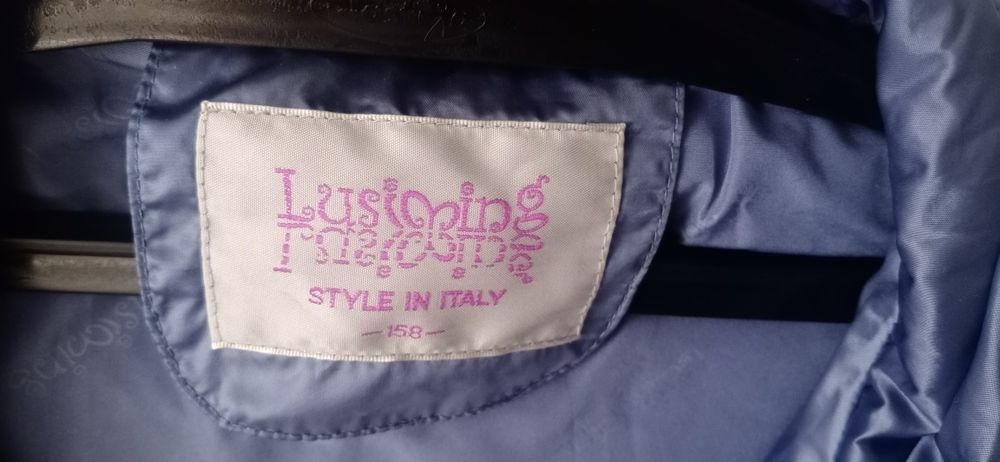 Lusiming
STYLE IN ITALY
—158—